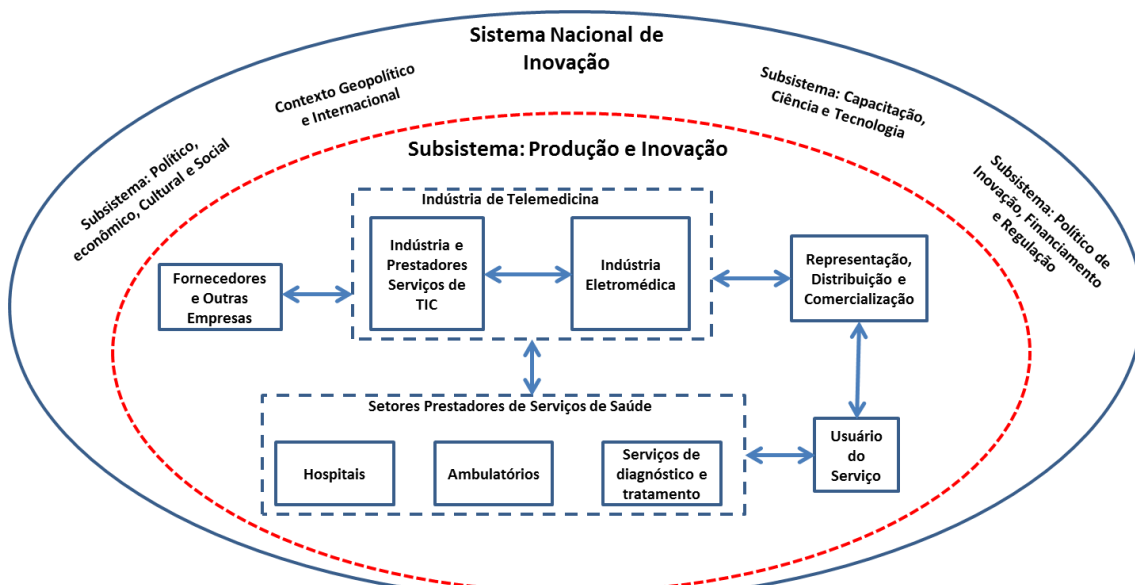 Sistema Nacional de
Inovação
Contexto Geopolítico
e Internacional
Subsistema: Capacitação,
Ciência e Tecnologia
Subsistema: Político,
econômico, Cultural e Social
Subsistema: Político de
Inovação, Financiamento
e Regulação
Subsistema: Produção e Inovação
Indústria de Telemedicina
Indústria e
Prestadores
Serviços de
TIC
Indústria
Eletromédica
Fornecedores
e Outras
Empresas
Representação,
Distribuição e
Comercialização
Setores Prestadores de Serviços de Saúde
Hospitais
Ambulatórios
Serviços de
diagnóstico e
tratamento
Usuário
do
Serviço